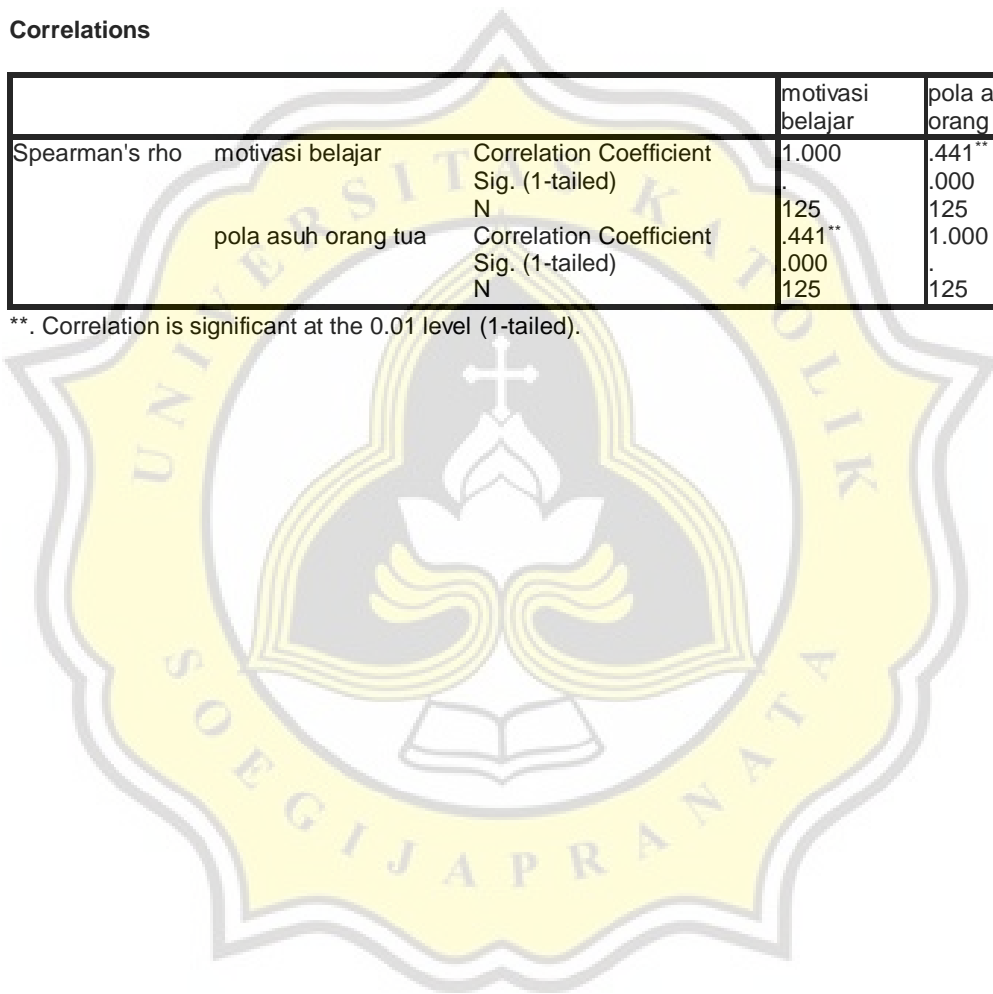 Correlations
motivasi belajar pola a
orang
Spearman's rho motivasi belajar Correlation Coefficient 1.000 .441**
Sig. (1-tailed) . .000
N 125 125
pola asuh orang tua Correlation Coefficient .441** 1.000
Sig. (1-tailed) .000 .
N 125 125
**. Correlation is significant at the 0.01 level (1-tailed).
UNIVERSITAS KATOLIK
SOEGIJAPRANATA